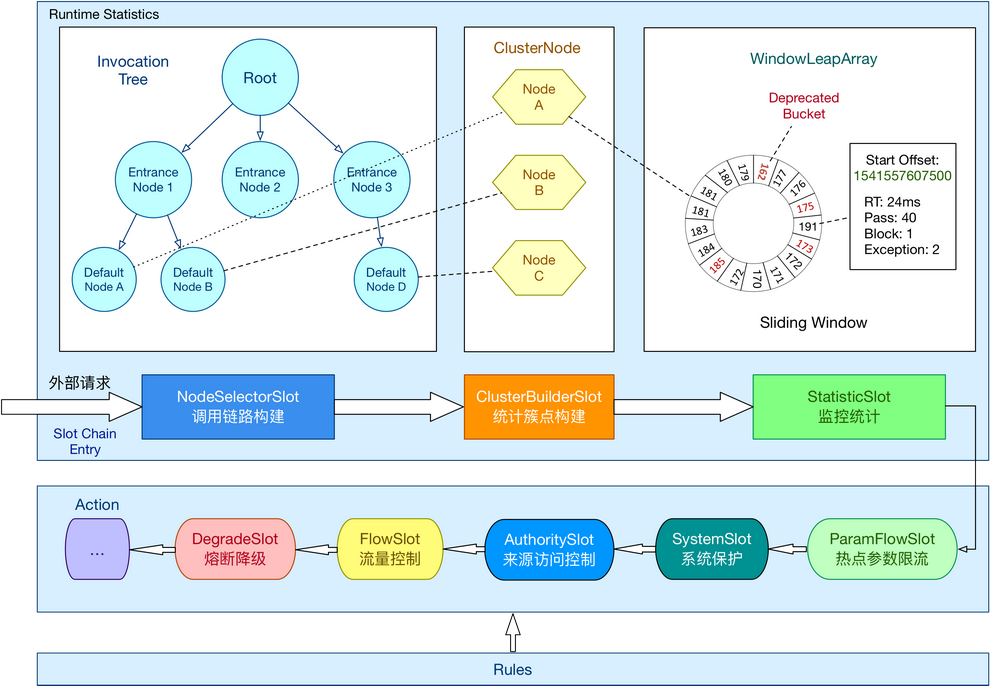 Runtime Statistics
Invocation
Tree
Root
Entrance
Node 1
Entrance
Node 2
Entrance
Node 3
Default
Node A
Default
Node B
Default
Node D
ClusterNode
Node
A
Node
B
Node
C
WindowLeapArray
Deprecated
Bucket
162
177
176
175
191
173
172
171
170
172
185
184
183
181
181
180
179
Start Offset:
1541557607500
RT: 24ms
Pass: 40
Block: 1
Exception: 2
Sliding Window
外部请求
Slot Chain
Entry
NodeSelectorSlot
调用链路构建
ClusterBuilderSlot
统计簇点构建
StatisticSlot
监控统计
Action
...
DegradeSlot
熔断降级
FlowSlot
流量控制
AuthoritySlot
来源访问控制
SystemSlot
系统保护
ParamFlowSlot
热点参数限流
Rules